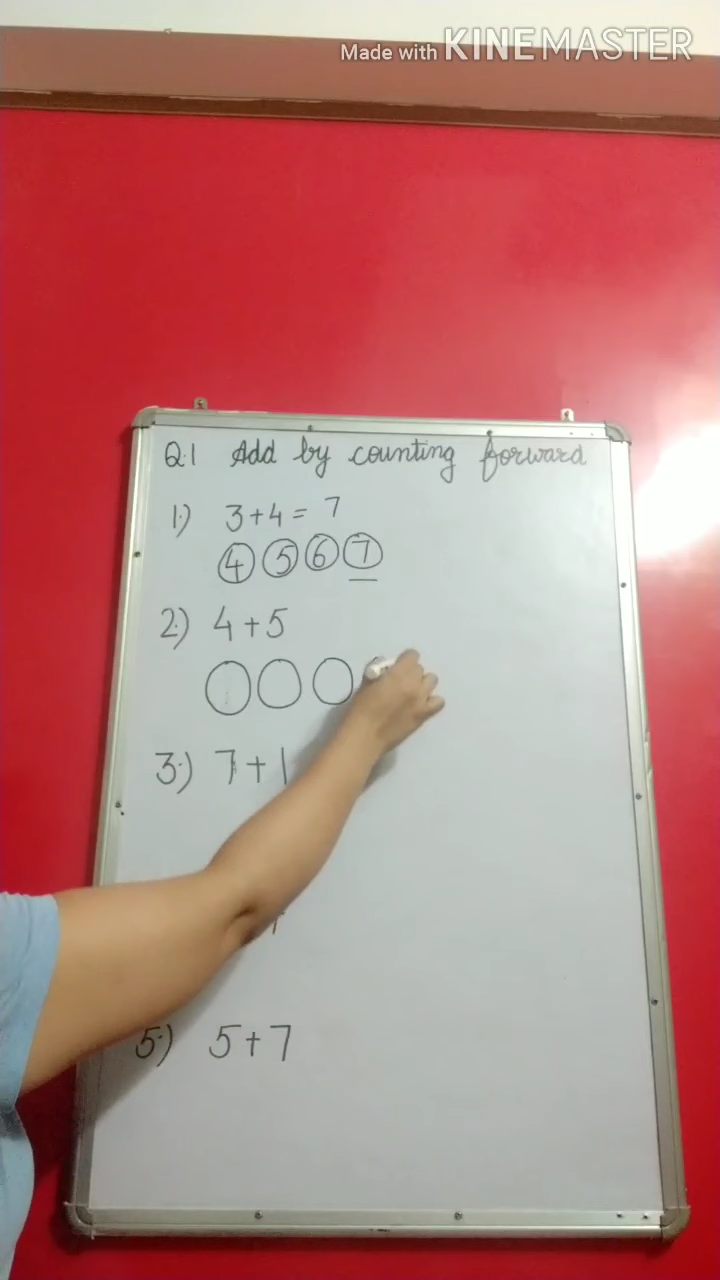 Made with KINEMASTER
Q.1 Add by counting forward
1.) 3+4= 7
4 5 6 7
2.) 4+5
3.) 7+1
5.) 5+7